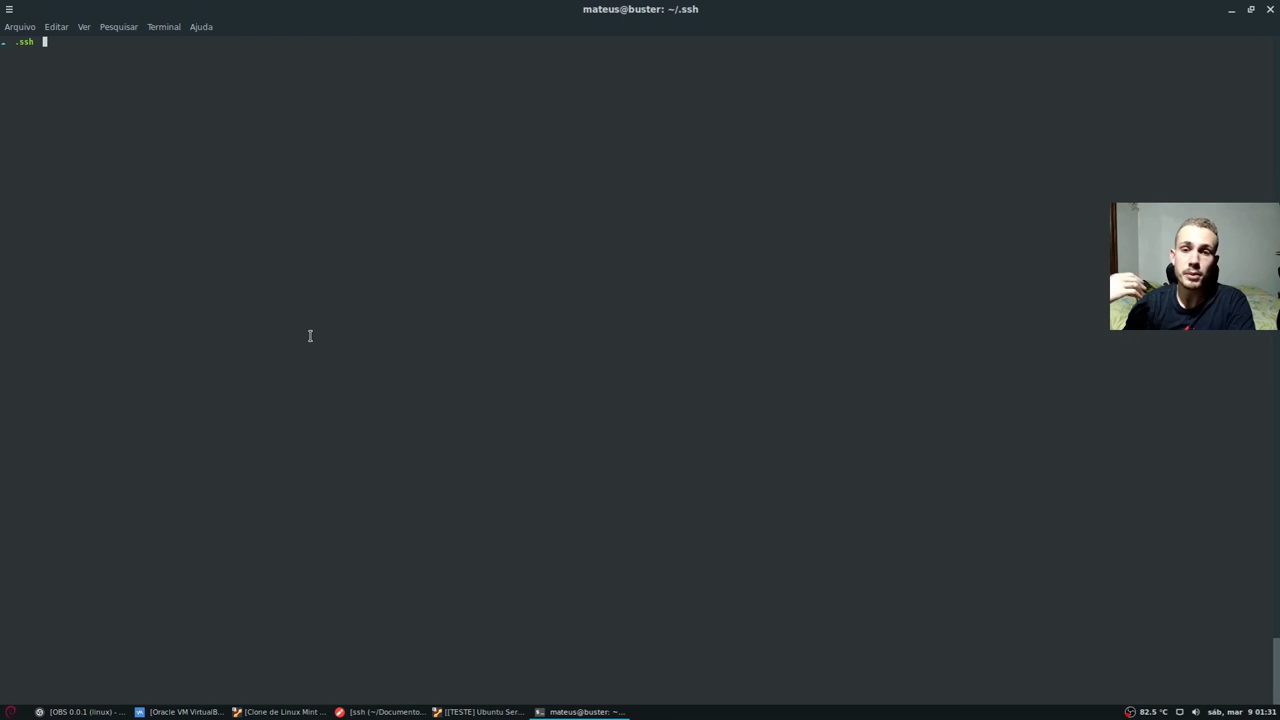 mateus@buster: ~/.ssh
Arquivo Editar Ver Pesquisar Terminal Ajuda
.ssh
[OBS 0.0.1 (linux) - ... [Oracle VM VirtualB... [Clone de Linux Mint ... [ssh (~/Documento... [[TESTE] Ubuntu Ser... mateus@buster: ~... 82.5 °C sáb, mar 9 01:31